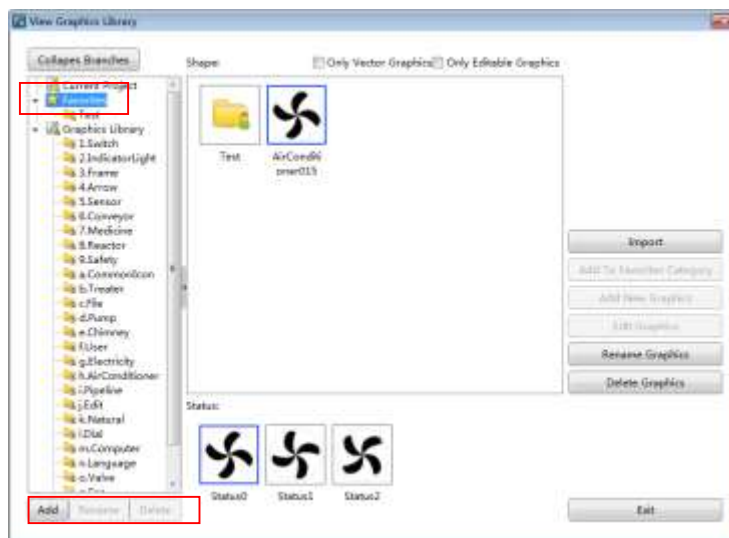 View Graphics Library
Collapes Branches
Shape:
Only Vector Graphics
Only Editable Graphics
Current Project
Favorites
Test
Graphics Library
1.Switch
2.IndicatorLight
3.Frame
4.Arrow
5.Sensor
6.Conveyor
7.Medicine
8.Reactor
9.Safety
a.CommonIcon
b.Treater
c.File
d.Pump
e.Chimney
f.User
g.Electricity
h.AirConditioner
i.Pipeline
j.Edit
k.Natural
l.Dial
m.Computer
n.Language
o.Valve
Test
AirConditi
oner015
Import
Add To Favorites Category
Add New Graphics
Edit Graphics
Rename Graphics
Delete Graphics
Status:
Status0
Status1
Status2
Add
Rename
Delete
Exit